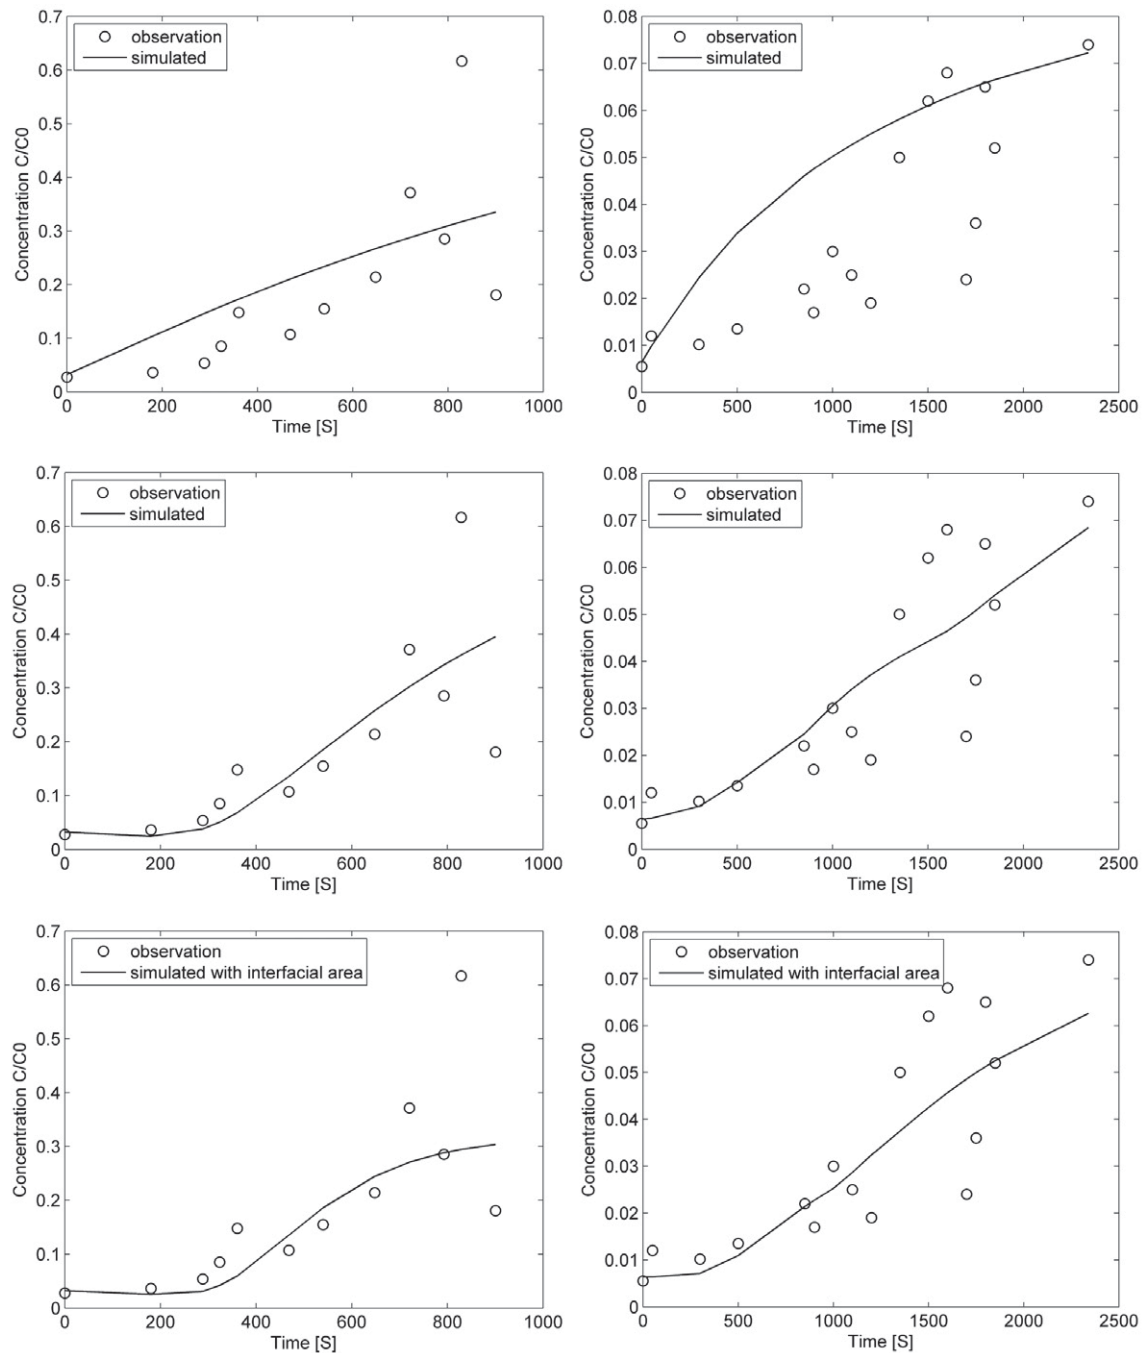 0.7
observation
simulated
0.6
0.5
0.4
0.3
0.2
0.1
0
Concentration C/C0
0 200 400 600 800 1000
Time [S]
0.08
observation
simulated
0.07
0.06
0.05
0.04
0.03
0.02
0.01
0
Concentration C/C0
0 500 1000 1500 2000 2500
Time [S]
0.7
observation
simulated
0.6
0.5
0.4
0.3
0.2
0.1
0
Concentration C/C0
0 200 400 600 800 1000
Time [S]
0.08
observation
simulated
0.07
0.06
0.05
0.04
0.03
0.02
0.01
0
Concentration C/C0
0 500 1000 1500 2000 2500
Time [S]
0.7
observation
simulated with interfacial area
0.6
0.5
0.4
0.3
0.2
0.1
0
Concentration C/C0
0 200 400 600 800 1000
Time [S]
0.08
observation
simulated with interfacial area
0.07
0.06
0.05
0.04
0.03
0.02
0.01
0
Concentration C/C0
0 500 1000 1500 2000 2500
Time [S]